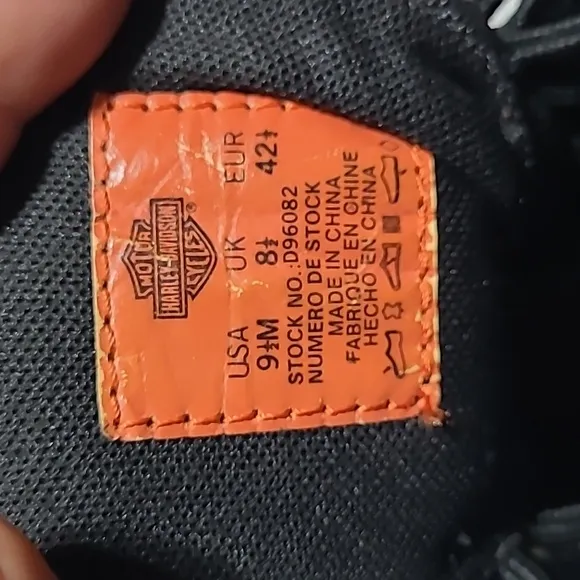 MOTOR
HARLEY-DAVIDSON
CYCLES
®
USA UK EUR
9½M 8½ 42½
STOCK NO.:D96082
NUMERO DE STOCK
MADE IN CHINA
FABRIQUE EN CHINE
HECHO EN CHINA